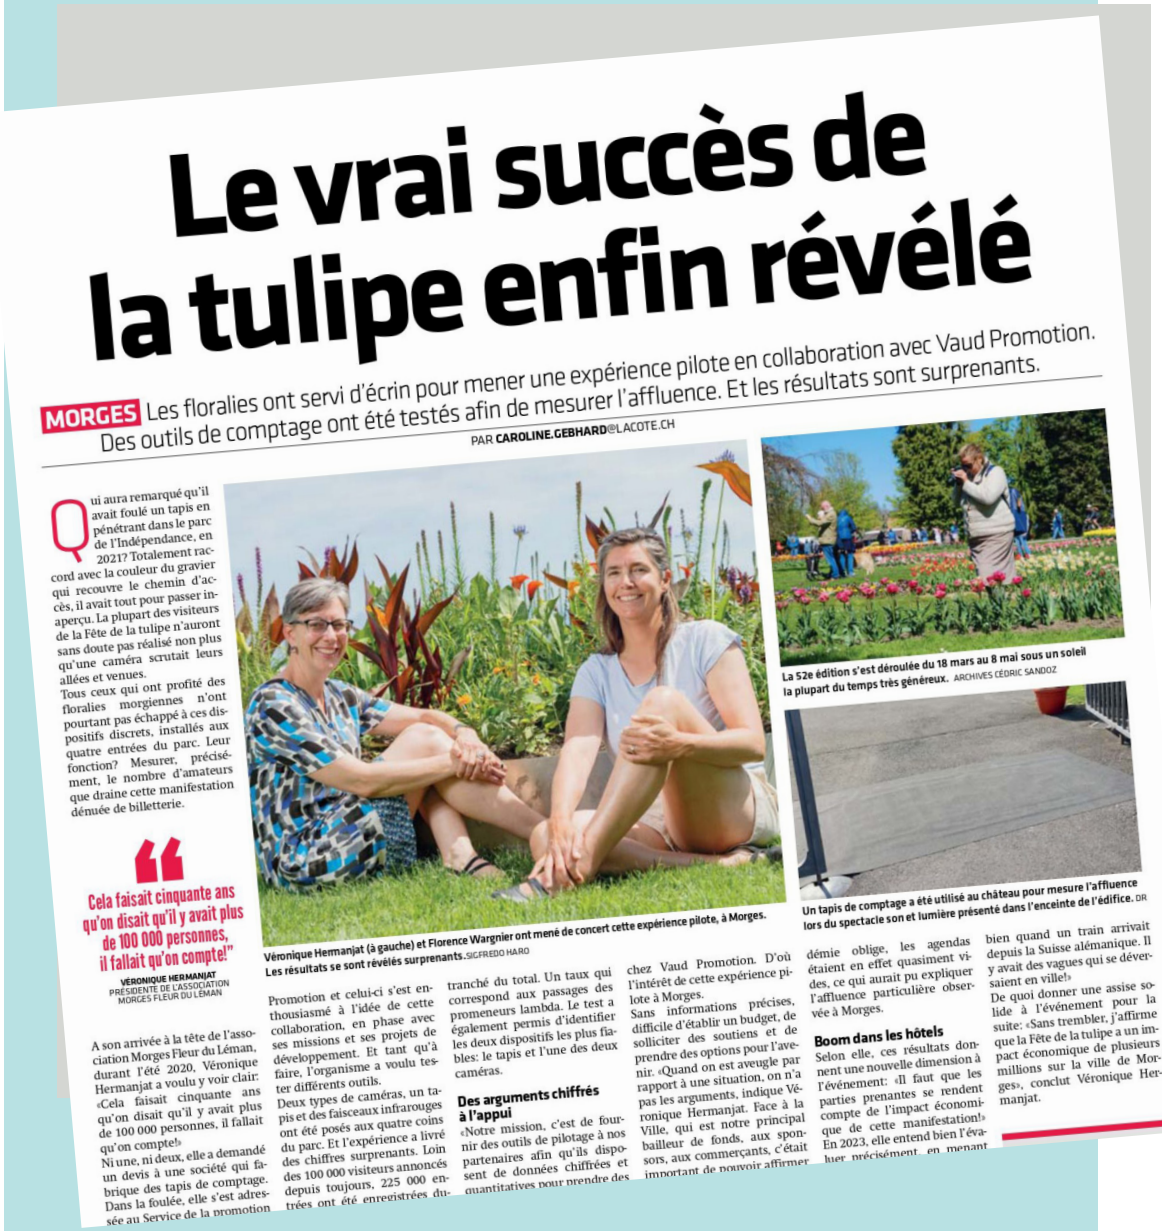 Le vrai succès de
la tulipe enfin révélé
MORGES Les floralies ont servi d'écrin pour mener une expérience pilote en collaboration avec Vaud Promotion.
Des outils de comptage ont été testés afin de mesurer l'affluence. Et les résultats sont surprenants.
PAR CAROLINE.GEBHARD@LACOTE.CH
Qui aura remarqué qu'il
avait foulé un tapis en
pénétrant dans le parc
de l'Indépendance, en
2021? Totalement rac-
cord avec la couleur du gravier
qui recouvre le chemin d'ac-
cès, il avait tout pour passer in-
aperçu. La plupart des visiteurs
de la Fête de la tulipe n'auront
sans doute pas réalisé non plus
qu'une caméra scrutait leurs
allées et venues.
Tous ceux qui ont profité des
floralies morgiennes n'ont
pourtant pas échappé à ces dis-
positifs discrets, installés aux
quatre entrées du parc. Leur
fonction? Mesurer, précisé-
ment, le nombre d'amateurs
que draine cette manifestation
dénuée de billetterie.
“
Cela faisait cinquante ans
qu'on disait qu'il y avait plus
de 100 000 personnes,
il fallait qu'on compte!”
VÉRONIQUE HERMANJAT
PRÉSIDENTE DE L'ASSOCIATION
MORGES FLEUR DU LÉMAN
A son arrivée à la tête de l'asso-
ciation Morges Fleur du Léman,
durant l'été 2020, Véronique
Hermanjat a voulu y voir clair:
«Cela faisait cinquante ans
qu'on disait qu'il y avait plus
de 100 000 personnes, il fallait
qu'on compte!»
Ni une, ni deux, elle a demandé
un devis à une société qui fa-
brique des tapis de comptage.
Dans la foulée, elle s'est adres-
sée au Service de la promotion
Véronique Hermanjat (à gauche) et Florence Wargnier ont mené de concert cette expérience pilote, à Morges.
Les résultats se sont révélés surprenants. SIGFREDO HARO
La 52e édition s'est déroulée du 18 mars au 8 mai sous un soleil
la plupart du temps très généreux. ARCHIVES CÉDRIC SANDOZ
Un tapis de comptage a été utilisé au château pour mesure l'affluence
lors du spectacle son et lumière présenté dans l'enceinte de l'édifice. DR
Promotion et celui-ci s'est en-
thousiasmé à l'idée de cette
collaboration, en phase avec
ses missions et ses projets de
développement. Et tant qu'à
faire, l'organisme a voulu tes-
ter différents outils.
Deux types de caméras, un ta-
pis et des faisceaux infrarouges
ont été posés aux quatre coins
du parc. Et l'expérience a livré
des chiffres surprenants. Loin
des 100 000 visiteurs annoncés
depuis toujours, 225 000 en-
trées ont été enregistrées du-
tranché du total. Un taux qui
correspond aux passages des
promeneurs lambda. Le test a
également permis d'identifier
les deux dispositifs les plus fia-
bles: le tapis et l'une des deux
caméras.
Des arguments chiffrés
à l'appui
«Notre mission, c'est de four-
nir des outils de pilotage à nos
partenaires afin qu'ils dispo-
sent de données chiffrées et
quantitatives pour prendre des
chez Vaud Promotion. D'où
l'intérêt de cette expérience pi-
lote à Morges.
Sans informations précises,
difficile d'établir un budget, de
solliciter des soutiens et de
prendre des options pour l'ave-
nir. «Quand on est aveugle par
rapport à une situation, on n'a
pas les arguments, indique Vé-
ronique Hermanjat. Face à la
Ville, qui est notre principal
bailleur de fonds, aux spon-
sors, aux commerçants, c'était
important de pouvoir affirmer
démie oblige, les agendas
étaient en effet quasiment vi-
des, ce qui aurait pu expliquer
l'affluence particulière obser-
vée à Morges.
Boom dans les hôtels
Selon elle, ces résultats don-
nent une nouvelle dimension à
l'événement: «Il faut que les
parties prenantes se rendent
compte de l'impact économi-
que de cette manifestation!»
En 2023, elle entend bien l'éva-
luer précisément, en menant
bien quand un train arrivait
depuis la Suisse alémanique. Il
y avait des vagues qui se déver-
saient en ville!»
De quoi donner une assise so-
lide à l'événement pour la
suite: «Sans trembler, j'affirme
que la Fête de la tulipe a un im-
pact économique de plusieurs
millions sur la ville de Mor-
ges», conclut Véronique Her-
manjat.